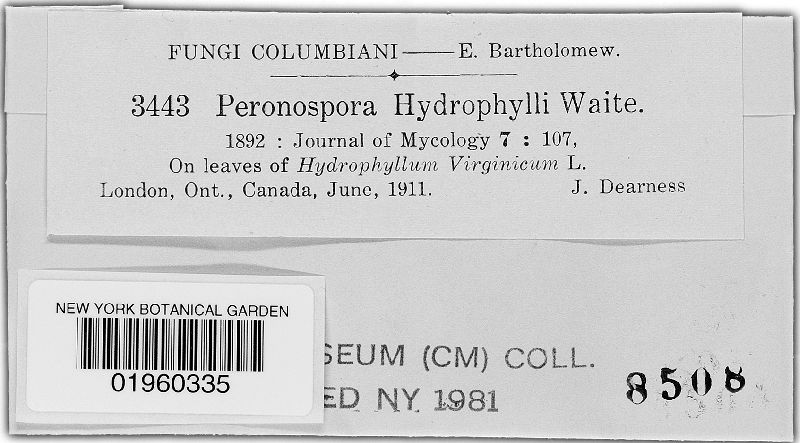 FUNGI COLUMBIANI — E. Bartholomew.
3443 Peronospora Hydrophylli Waite.
1892 : Journal of Mycology 7 : 107,
On leaves of Hydrophyllum Virginicum L.
London, Ont., Canada, June, 1911. J. Dearness
NEW YORK BOTANICAL GARDEN
01960335
SEUM (CM) COLL.
ED NY 1981
8508